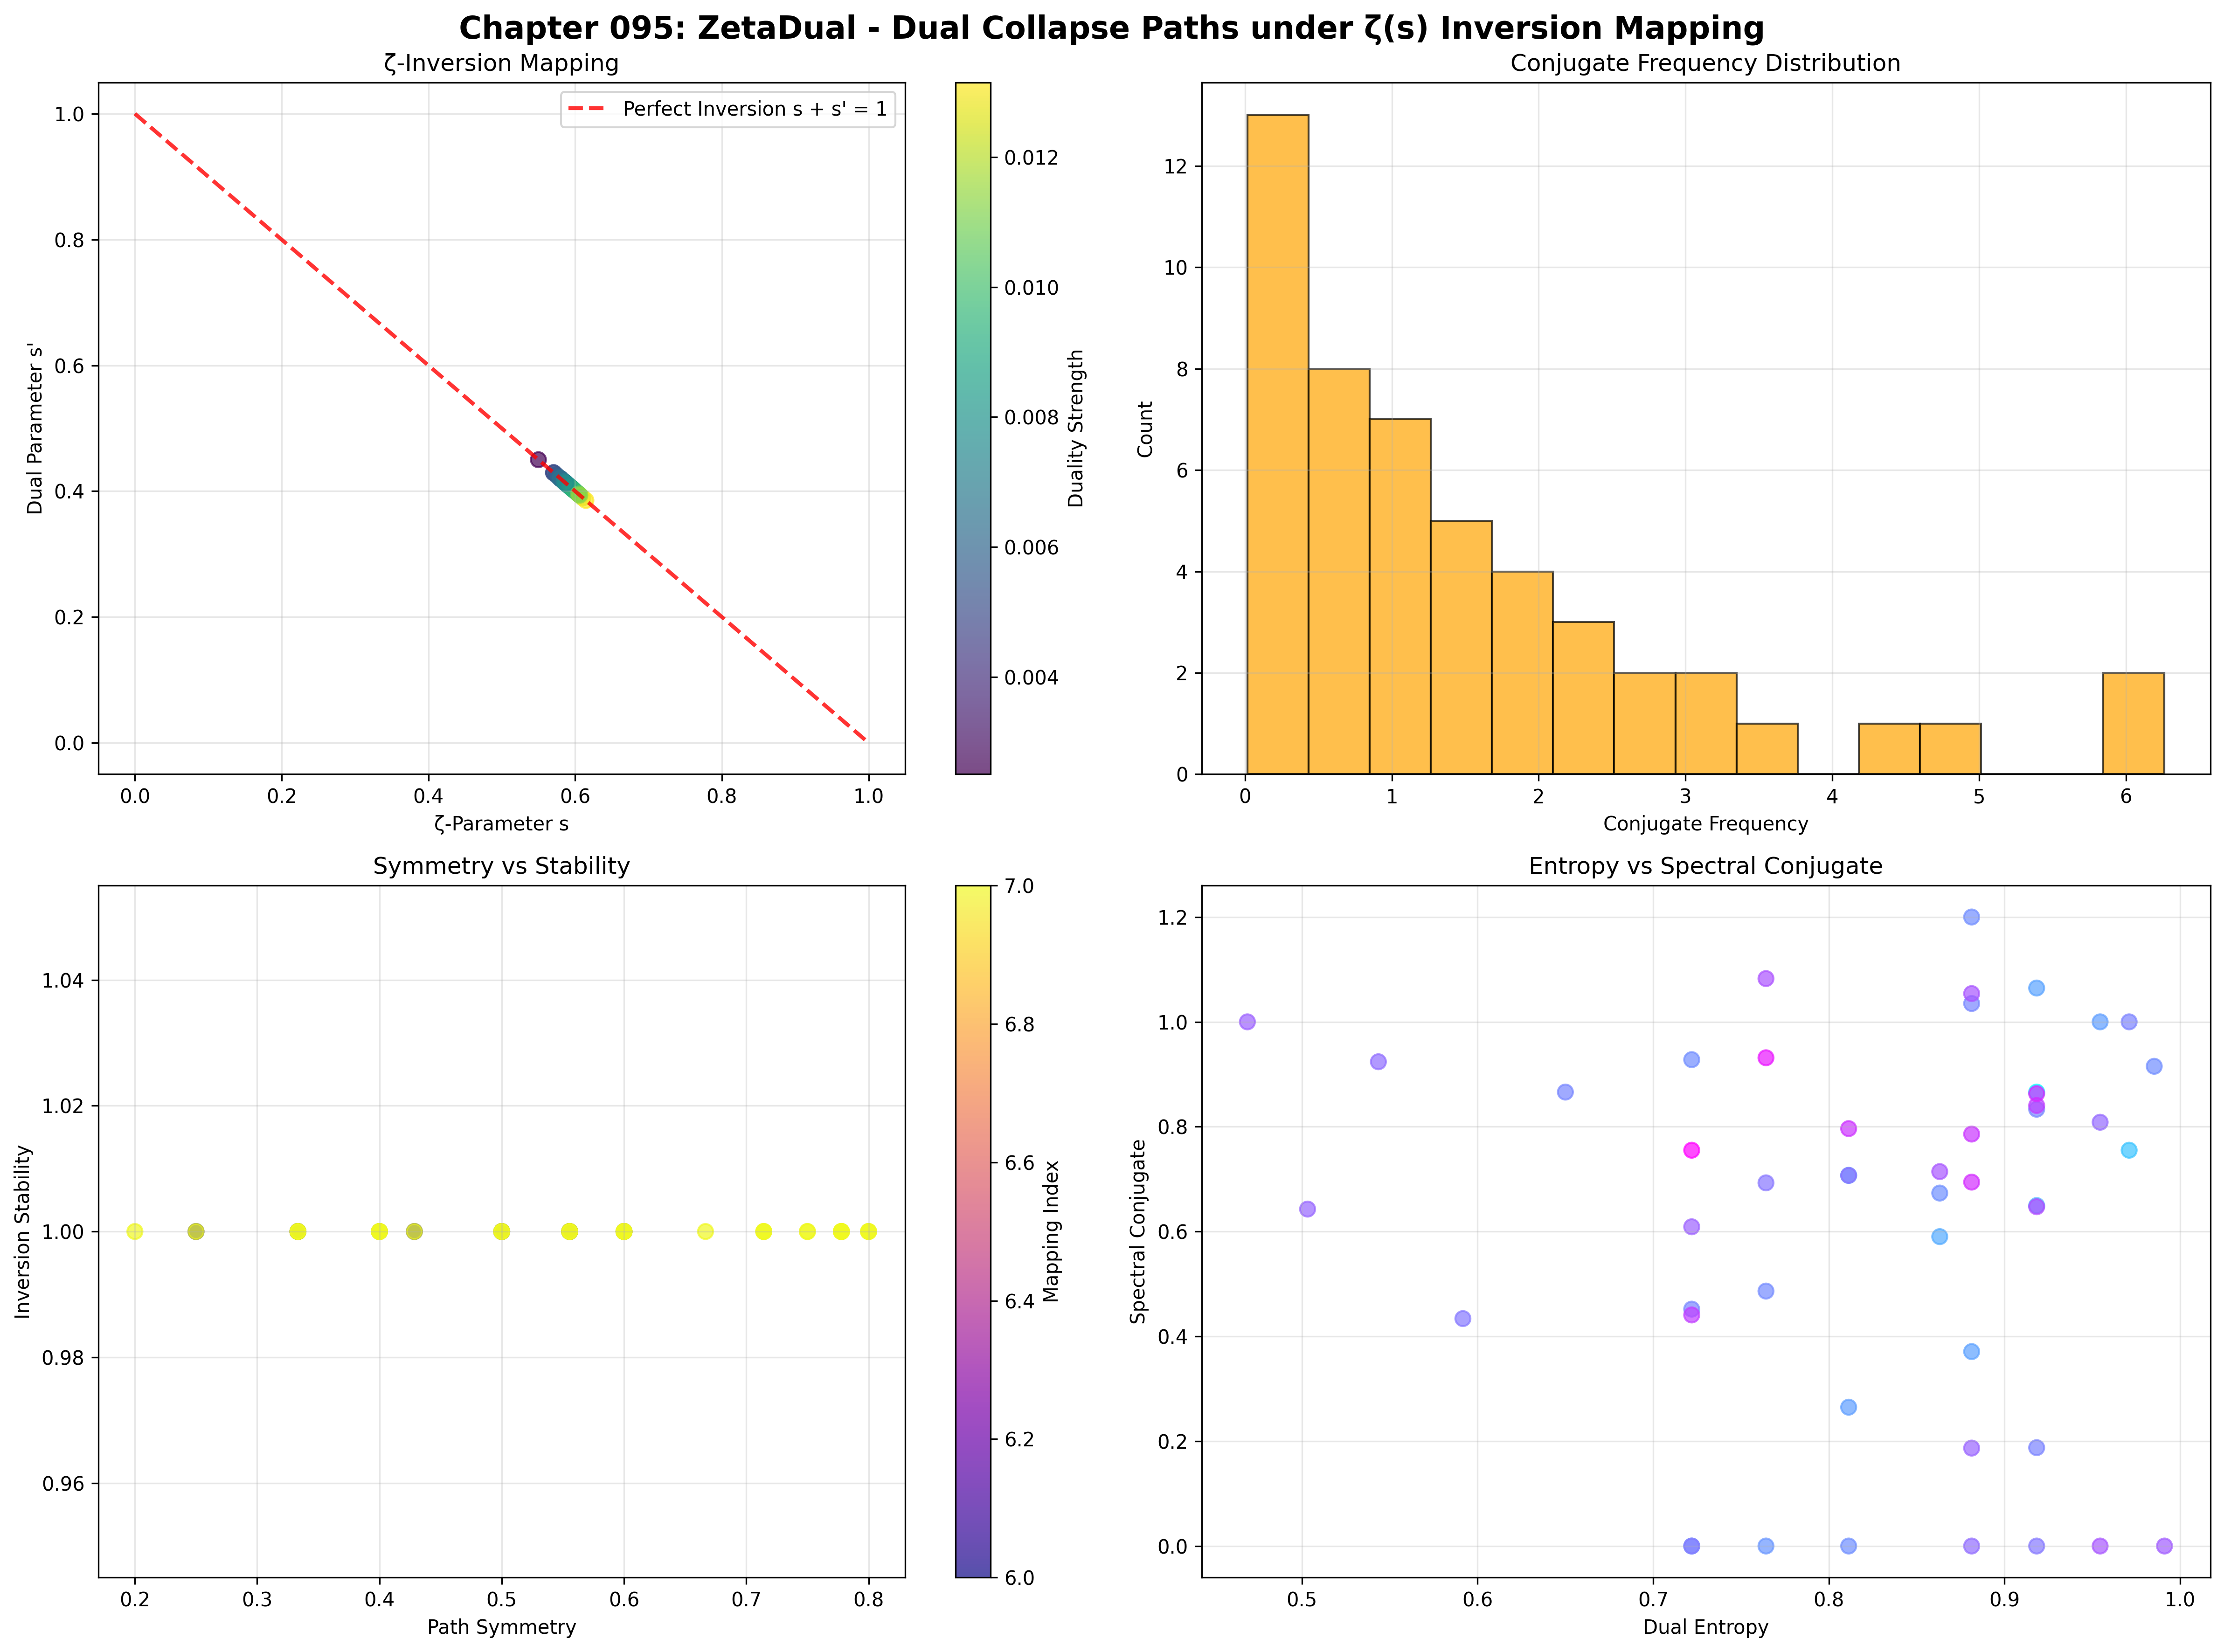 Chapter 095: ZetaDual - Dual Collapse Paths under ζ(s) Inversion Mapping
ζ-Inversion Mapping
Perfect Inversion s + s' = 1
1.0
0.8
0.6
0.4
0.2
0.0
Dual Parameter s'
0.0 0.2 0.4 0.6 0.8 1.0
ζ-Parameter s
0.012
0.010
0.008
0.006
0.004
Duality Strength
Conjugate Frequency Distribution
12
10
8
6
4
2
0
Count
0 1 2 3 4 5 6
Conjugate Frequency
Symmetry vs Stability
1.04
1.02
1.00
0.98
0.96
Inversion Stability
0.2 0.3 0.4 0.5 0.6 0.7 0.8
Path Symmetry
7.0
6.8
6.6
6.4
6.2
6.0
Mapping Index
Entropy vs Spectral Conjugate
1.2
1.0
0.8
0.6
0.4
0.2
0.0
Spectral Conjugate
0.5 0.6 0.7 0.8 0.9 1.0
Dual Entropy